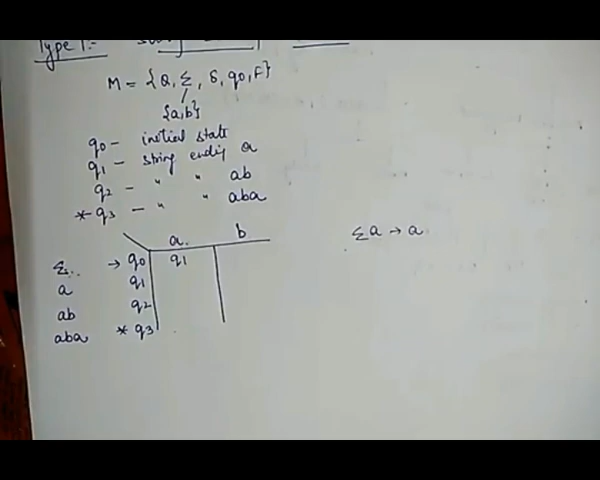 Type 1:-
M = {Q, Σ, δ, q0, F}
{a,b}
q0 - initial state
q1 - string ending a
q2 - " " ab
* q3 - " " aba
a b
Σ → q0 q1
a q1
ab q2
aba * q3
Σa → a